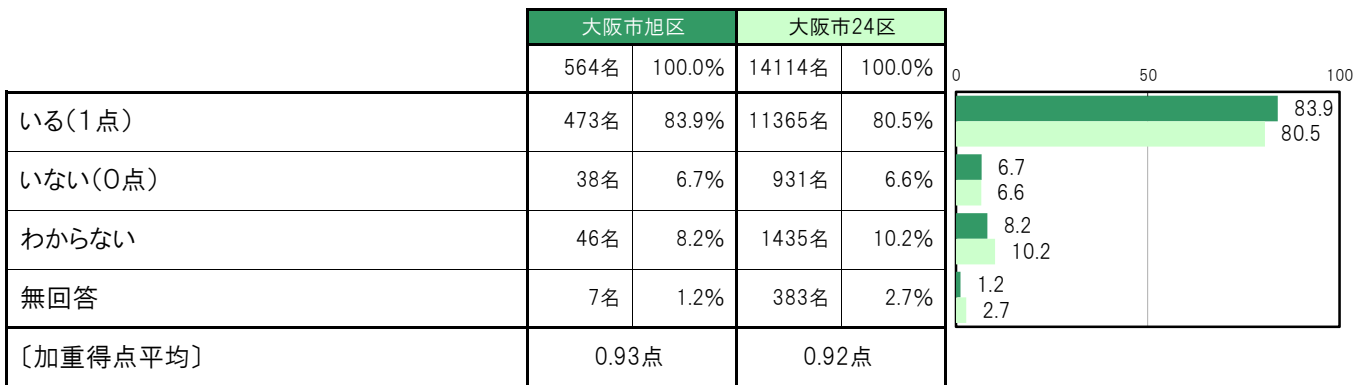 大阪市旭区 大阪市24区
564名 100.0% 14114名 100.0% 0 50 100
いる(1点) 473名 83.9% 11365名 80.5% 83.9
80.5
いない(0点) 38名 6.7% 931名 6.6% 6.7
6.6
わからない 46名 8.2% 1435名 10.2% 8.2
10.2
無回答 7名 1.2% 383名 2.7% 1.2
2.7
〔加重得点平均〕 0.93点 0.92点